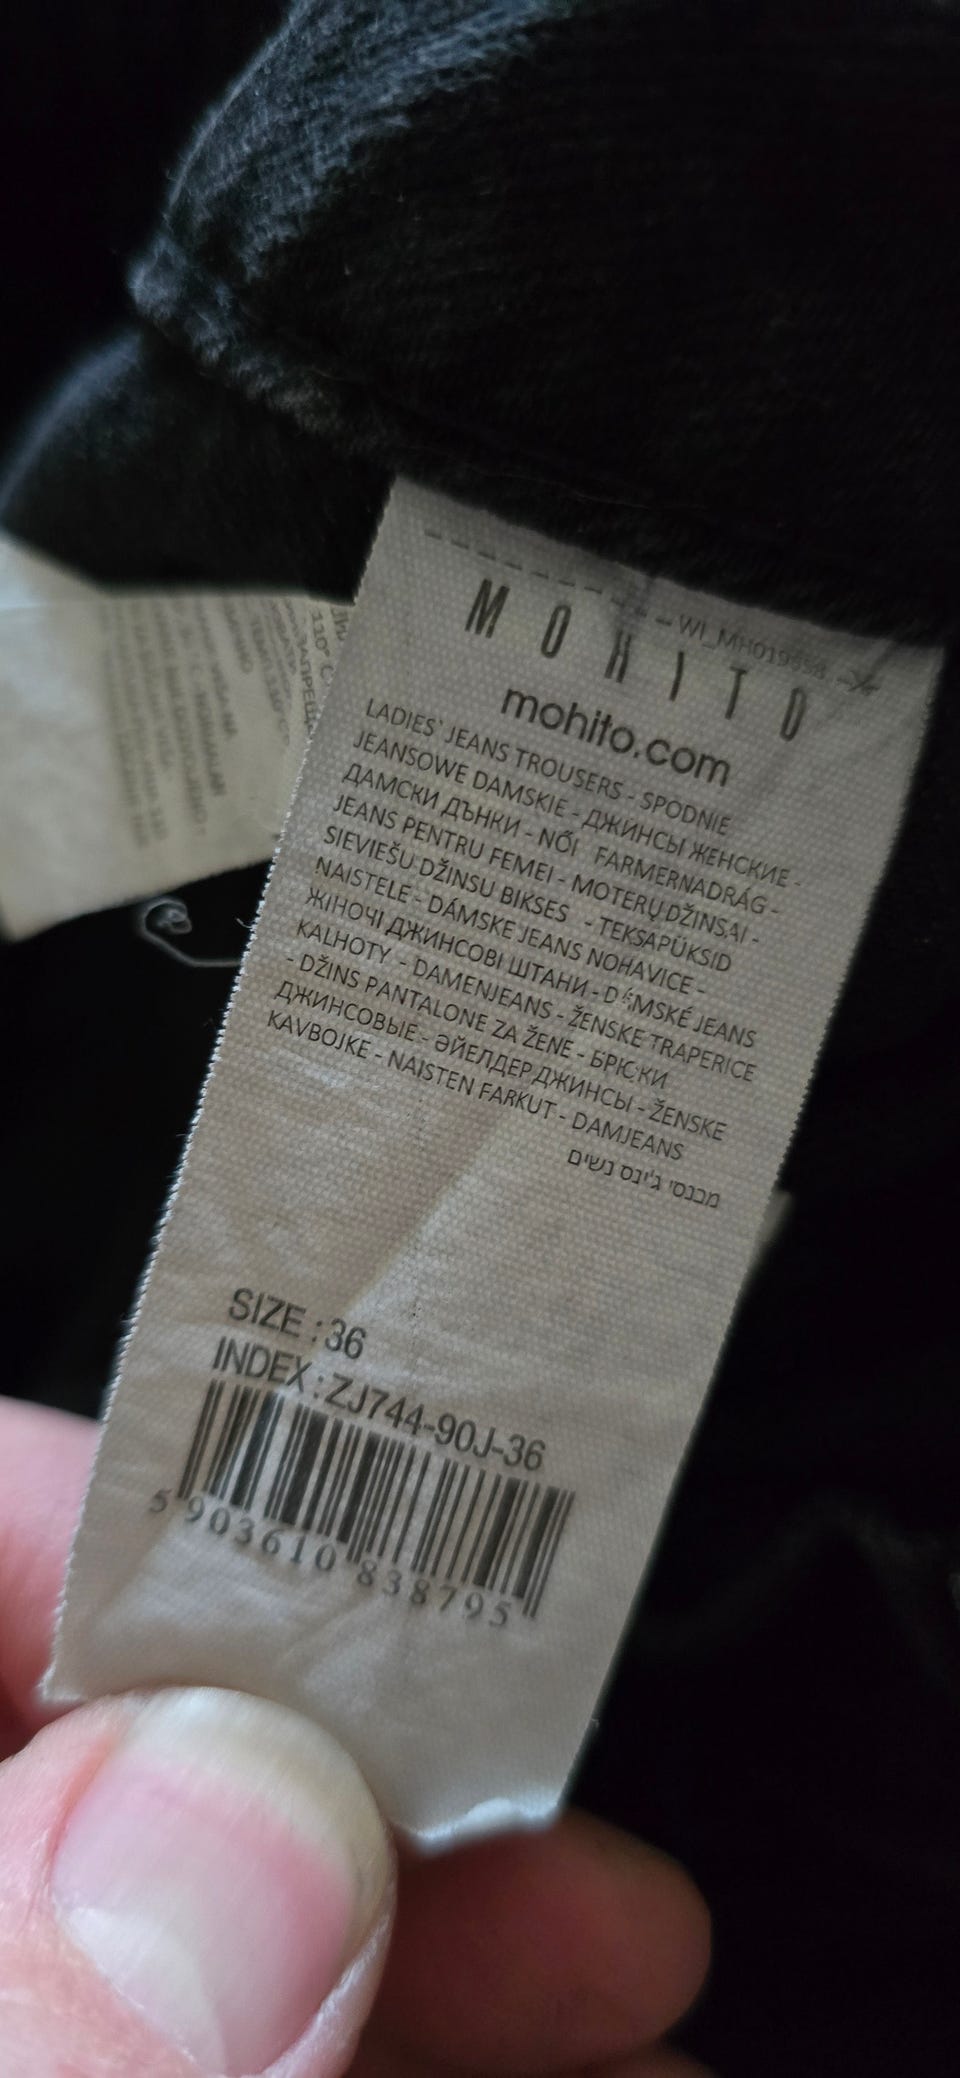 MOHITO
mohito.com
LADIES` JEANS TROUSERS - SPODNIE
JEANSOWE DAMSKIE - ДЖИНСЫ ЖЕНСКИЕ -
ДАМСКИ ДЪНКИ - NŐI FARMERNADRÁG -
JEANS PENTRU FEMEI - MOTERŲ DŽINSAI -
SIEVIEŠU DŽINSU BIKSES - TEKSAPÜKSID
NAISTELE - DÁMSKE JEANS NOHAVICE -
ЖІНОЧІ ДЖИНСОВІ ШТАНИ - DÁMSKÉ JEANS
KALHOTY - DAMENJEANS - ŽENSKE TRAPERICE
- DŽINS PANTALONE ZA ŽENE - БРЮКИ
ДЖИНСОВЫЕ - ӘЙЕЛДЕР ДЖИНСЫ - ŽENSKE
KAVBOJKE - NAISTEN FARKUT - DAMJEANS
מכנסי ג'ינס נשים
SIZE : 36
INDEX : ZJ744-90J-36
5 903610 838795